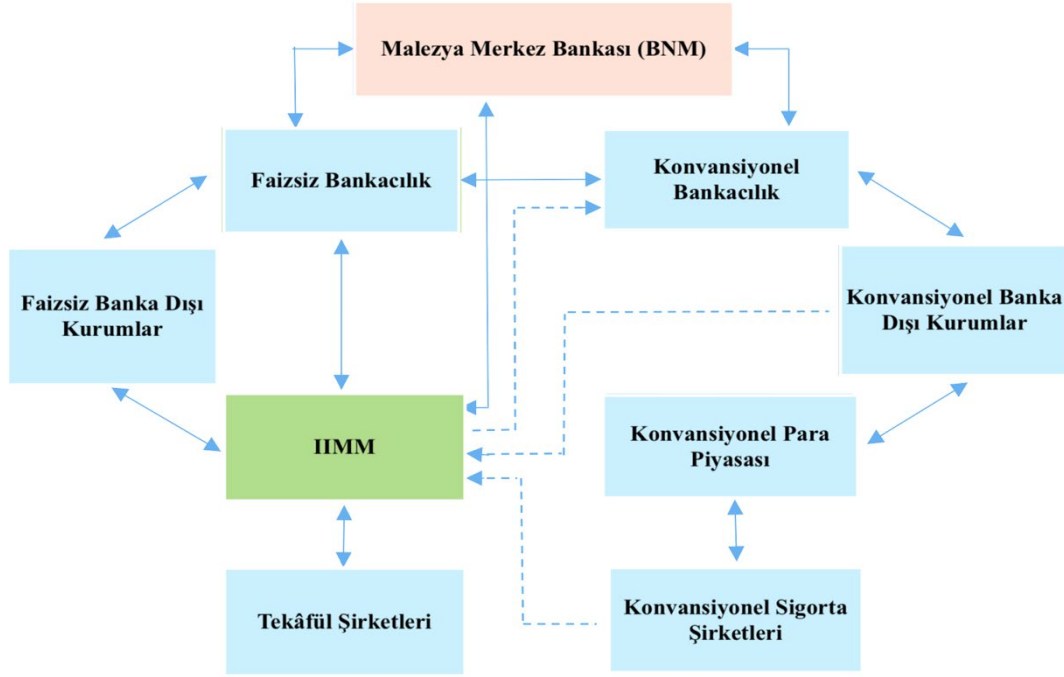 Malezya Merkez Bankası (BNM)
Faizsiz Bankacılık
Konvansiyonel
Bankacılık
Faizsiz Banka Dışı
Kurumlar
Konvansiyonel Banka
Dışı Kurumlar
IIMM
Konvansiyonel Para
Piyasası
Tekâfül Şirketleri
Konvansiyonel Sigorta
Şirketleri